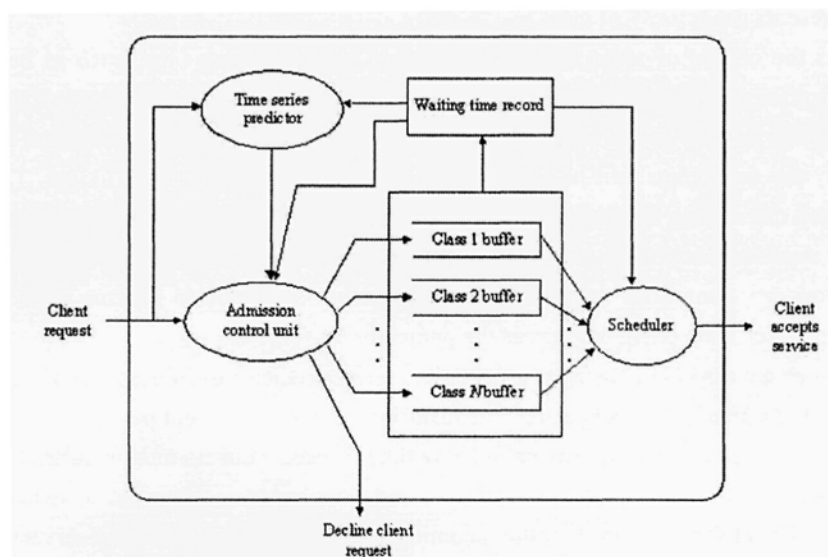 Time series
predictor
Waiting time record
Class 1 buffer
Class 2 buffer
Class N buffer
Client
request
Admission
control unit
Scheduler
Client
accepts
service
Decline client
request